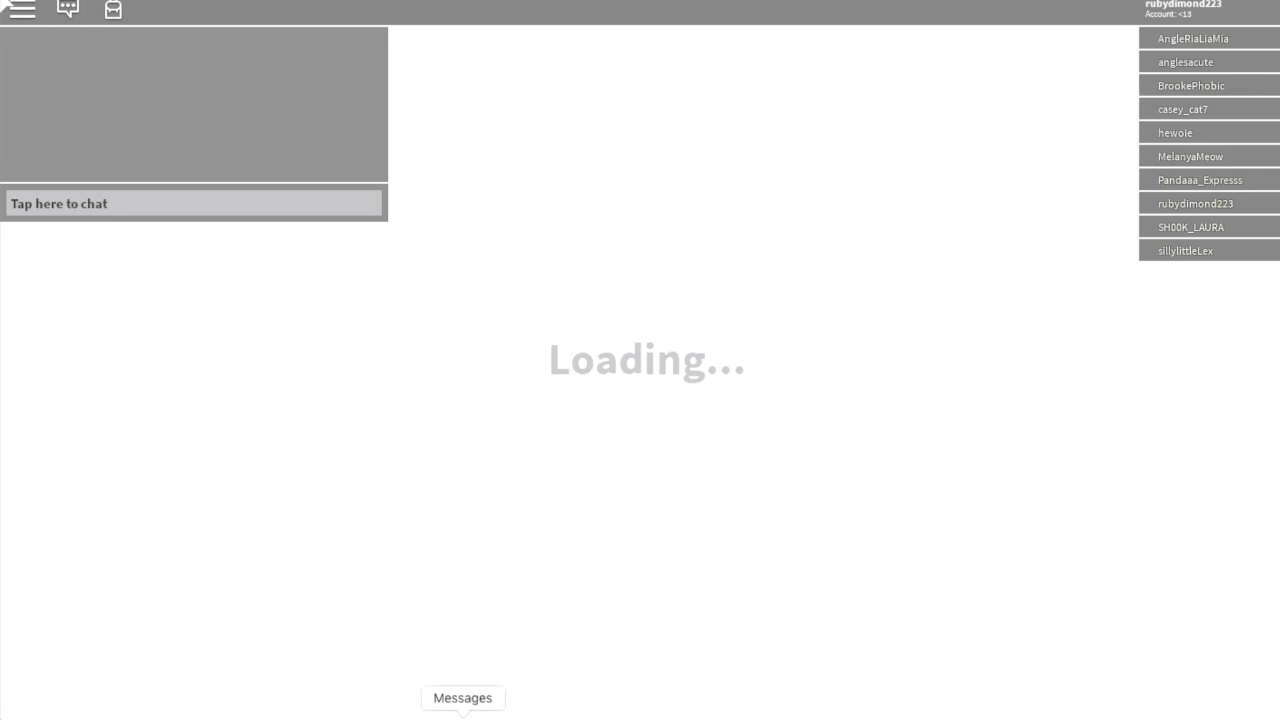 rubydimond223
Account: <13
AngleRiaLiaMia
anglesacute
BrookePhobic
casey_cat7
hewoie
MelanyaMeow
Pandaaa_Expresss
rubydimond223
SH00K_LAURA
sillylittleLex
Tap here to chat
Loading...
Messages